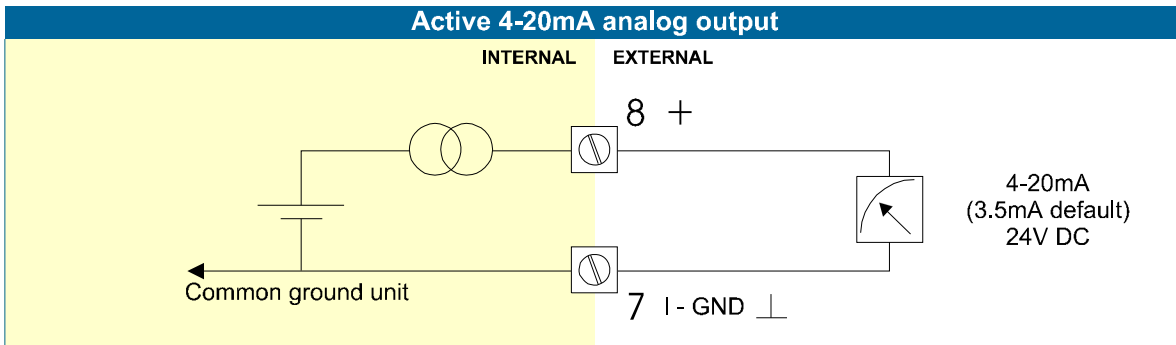 Active 4-20mA analog output
INTERNAL EXTERNAL
8 +
4-20mA
(3.5mA default)
24V DC
Common ground unit
7 I - GND ⊥